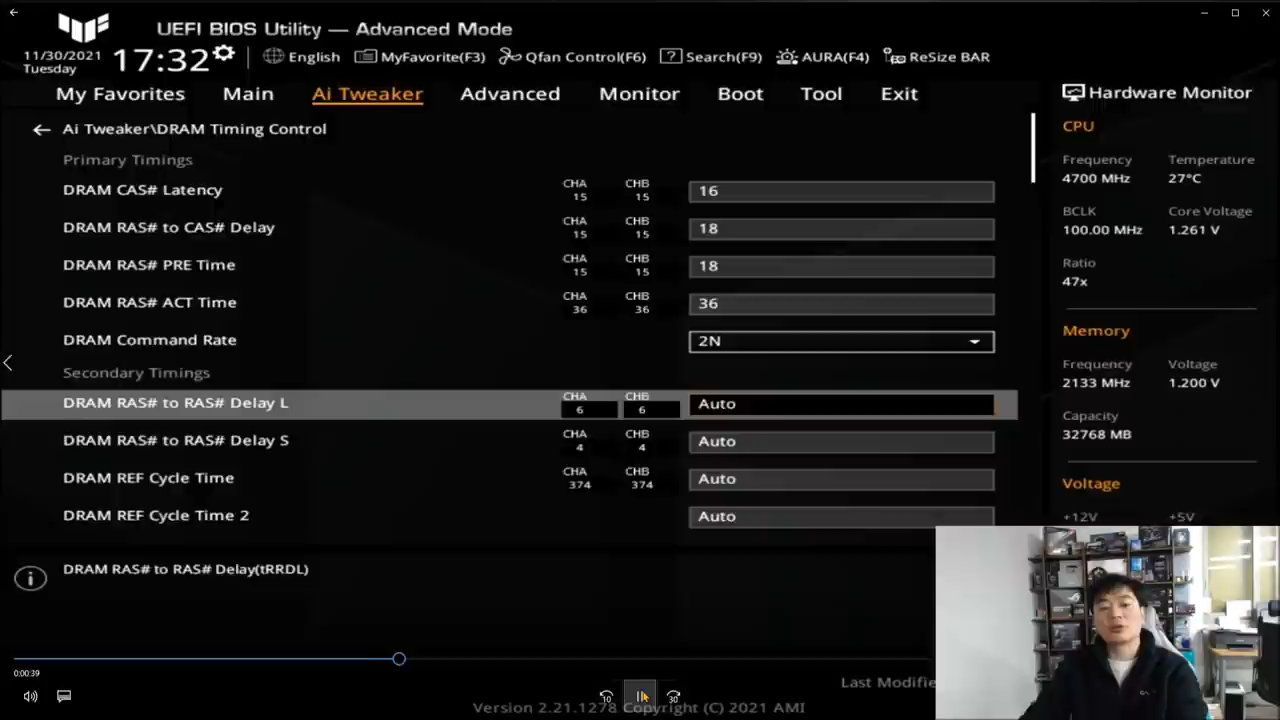 UEFI BIOS Utility — Advanced Mode
11/30/2021
Tuesday
17:32
English
MyFavorite(F3)
Qfan Control(F6)
? Search(F9)
AURA(F4)
ReSize BAR
My Favorites
Main
Ai Tweaker
Advanced
Monitor
Boot
Tool
Exit
Hardware Monitor
Ai Tweaker\DRAM Timing Control
Primary Timings
DRAM CAS# Latency
CHA
15
CHB
15
16
DRAM RAS# to CAS# Delay
CHA
15
CHB
15
18
DRAM RAS# PRE Time
CHA
15
CHB
15
18
DRAM RAS# ACT Time
CHA
36
CHB
36
36
DRAM Command Rate
2N
Secondary Timings
DRAM RAS# to RAS# Delay L
CHA
6
CHB
6
Auto
DRAM RAS# to RAS# Delay S
CHA
4
CHB
4
Auto
DRAM REF Cycle Time
CHA
374
CHB
374
Auto
DRAM REF Cycle Time 2
Auto
CPU
Frequency
Temperature
4700 MHz
27°C
BCLK
Core Voltage
100.00 MHz
1.261 V
Ratio
47x
Memory
Frequency
Voltage
2133 MHz
1.200 V
Capacity
32768 MB
Voltage
+12V
+5V
DRAM RAS# to RAS# Delay(tRRDL)
0:00:39
10
30
Last Modifie
Version 2.21.1278 Copyright (C) 2021 AMI